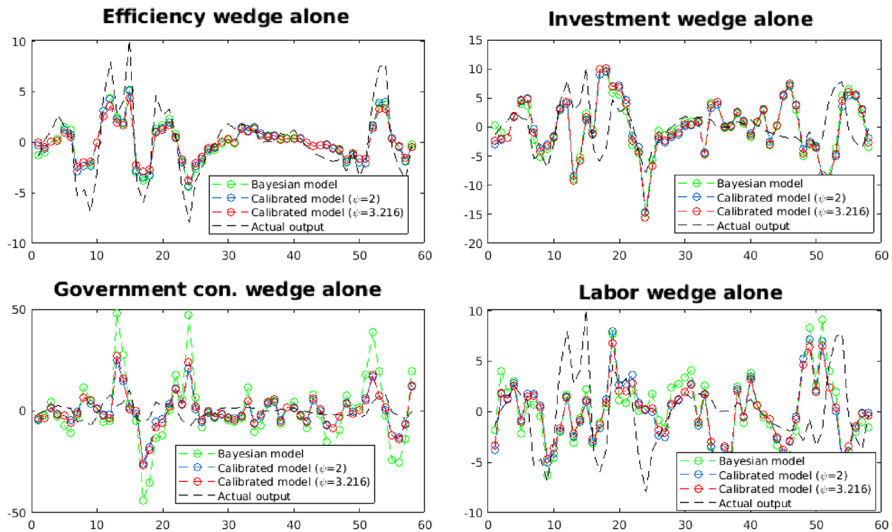 Efficiency wedge alone
10
5
0
-5
-10
0 10 20 30 40 50 60
Bayesian model
Calibrated model (ψ=2)
Calibrated model (ψ=3.216)
Actual output
Investment wedge alone
15
10
5
0
-5
-10
-15
-20
0 10 20 30 40 50 60
Bayesian model
Calibrated model (ψ=2)
Calibrated model (ψ=3.216)
Actual output
Government con. wedge alone
50
0
-50
0 10 20 30 40 50 60
Bayesian model
Calibrated model (ψ=2)
Calibrated model (ψ=3.216)
Actual output
Labor wedge alone
10
5
0
-5
-10
0 10 20 30 40 50 60
Bayesian model
Calibrated model (ψ=2)
Calibrated model (ψ=3.216)
Actual output